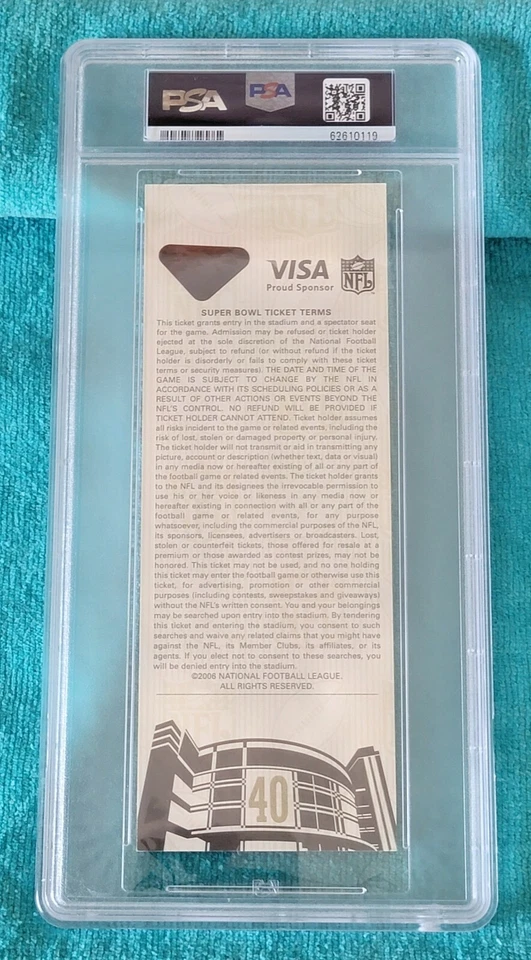 PSA
PSA
62610119
VISA
Proud Sponsor
NFL
SUPER BOWL TICKET TERMS
This ticket grants entry in the stadium and a spectator seat
for the game. Admission may be refused or ticket holder
ejected at the sole discretion of the National Football
League, subject to refund (or without refund if the ticket
holder is disorderly or fails to comply with these ticket
terms or security measures). THE DATE AND TIME OF THE
GAME IS SUBJECT TO CHANGE BY THE NFL IN
ACCORDANCE WITH ITS SCHEDULING POLICIES OR AS A
RESULT OF OTHER ACTIONS OR EVENTS BEYOND THE
NFL'S CONTROL. NO REFUND WILL BE PROVIDED IF
TICKET HOLDER CANNOT ATTEND. Ticket holder assumes
all risks incident to the game or related events, including the
risk of lost, stolen or damaged property or personal injury.
The ticket holder will not transmit or aid in transmitting any
picture, account or description (whether text, data or visual)
in any media now or hereafter existing of all or any part of
the football game or related events. The ticket holder grants
to the NFL and its designees the irrevocable permission to
use his or her voice or likeness in any media now or
hereafter existing in connection with all or any part of the
football game or related events, for any purpose
whatsoever, including the commercial purposes of the NFL,
its sponsors, licensees, advertisers or broadcasters. Lost,
stolen or counterfeit tickets, those offered for resale at a
premium or those awarded as contest prizes, may not be
honored. This ticket may not be used, and no one holding
this ticket may enter the football game or otherwise use this
ticket, for advertising, promotion or other commercial
purposes (including contests, sweepstakes and giveaways)
without the NFL's written consent. You and your belongings
may be searched upon entry into the stadium. By tendering
this ticket and entering the stadium, you consent to such
searches and waive any related claims that you might have
against the NFL, its Member Clubs, its affiliates, or its
agents. If you elect not to consent to these searches, you
will be denied entry into the stadium.
©2006 NATIONAL FOOTBALL LEAGUE.
ALL RIGHTS RESERVED.
40
PSA